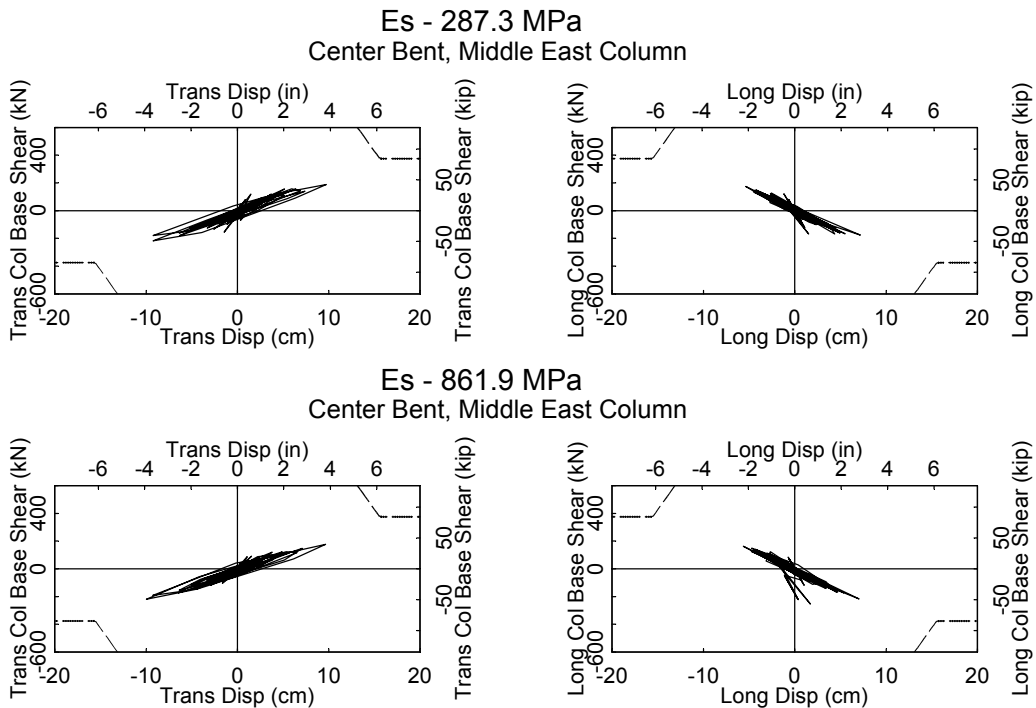 Es - 287.3 MPa
Center Bent, Middle East Column
Trans Disp (in)
-6 -4 -2 0 2 4 6
Trans Col Base Shear (kN)
400
0
-600
Trans Col Base Shear (kip)
50
-50
-20 -10 0 10 20
Trans Disp (cm)
Long Disp (in)
-6 -4 -2 0 2 4 6
Long Col Base Shear (kN)
400
0
-600
Long Col Base Shear (kip)
50
-50
-20 -10 0 10 20
Long Disp (cm)
Es - 861.9 MPa
Center Bent, Middle East Column
Trans Disp (in)
-6 -4 -2 0 2 4 6
Trans Col Base Shear (kN)
400
0
-600
Trans Col Base Shear (kip)
50
-50
-20 -10 0 10 20
Trans Disp (cm)
Long Disp (in)
-6 -4 -2 0 2 4 6
Long Col Base Shear (kN)
400
0
-600
Long Col Base Shear (kip)
50
-50
-20 -10 0 10 20
Long Disp (cm)